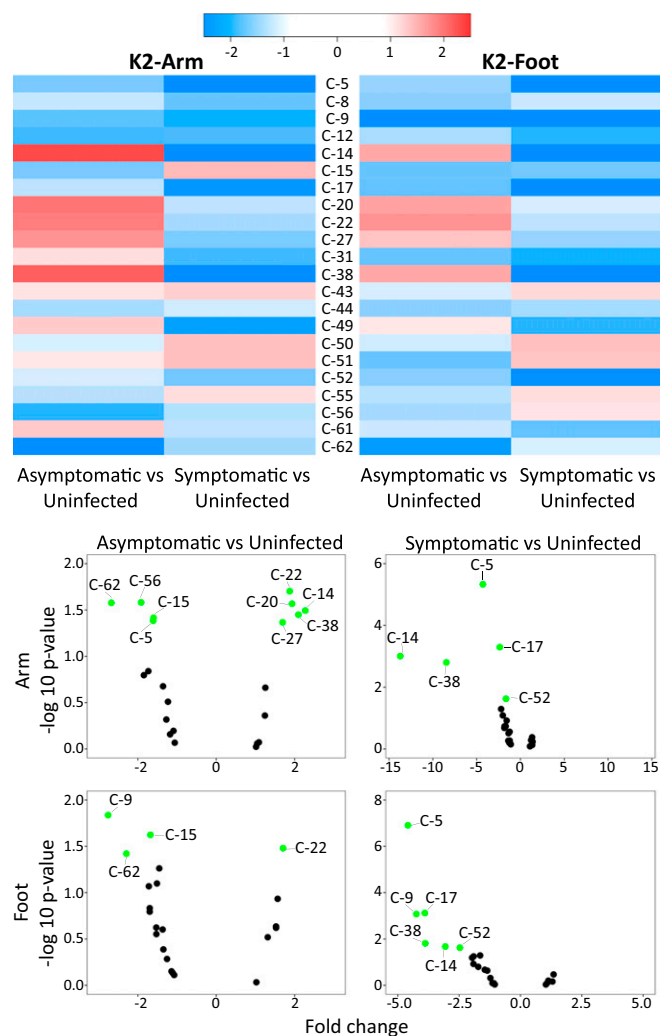 -2 -1 0 1 2
K2-Arm K2-Foot
C-5
C-8
C-9
C-12
C-14
C-15
C-17
C-20
C-22
C-27
C-31
C-38
C-43
C-44
C-49
C-50
C-51
C-52
C-55
C-56
C-61
C-62
Asymptomatic vs Symptomatic vs Asymptomatic vs Symptomatic vs
Uninfected Uninfected Uninfected Uninfected
Asymptomatic vs Uninfected Symptomatic vs Uninfected
Arm
-log 10 p-value
2.0
1.5
1.0
0.5
0.0
C-62
C-56
C-15
C-5
C-22
C-20
C-14
C-38
C-27
-2 0 2
6
4
2
0
C-5
C-14
C-38
C-17
C-52
-15 -10 -5 0 5 10 15
Foot
-log 10 p-value
2.0
1.5
1.0
0.5
0.0
C-9
C-15
C-62
C-22
-2 0 2
8
6
4
2
0
C-5
C-9
C-17
C-38
C-52
C-14
-5.0 -2.5 0.0 2.5 5.0
Fold change